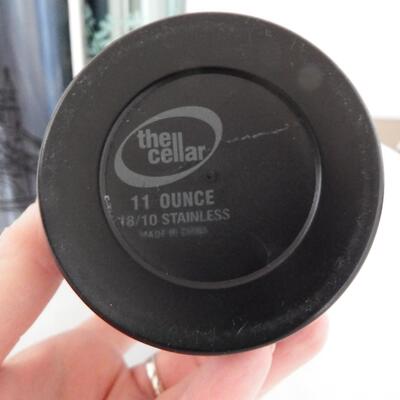 the
cellar
11 OUNCE
18/10 STAINLESS
MADE IN CHINA